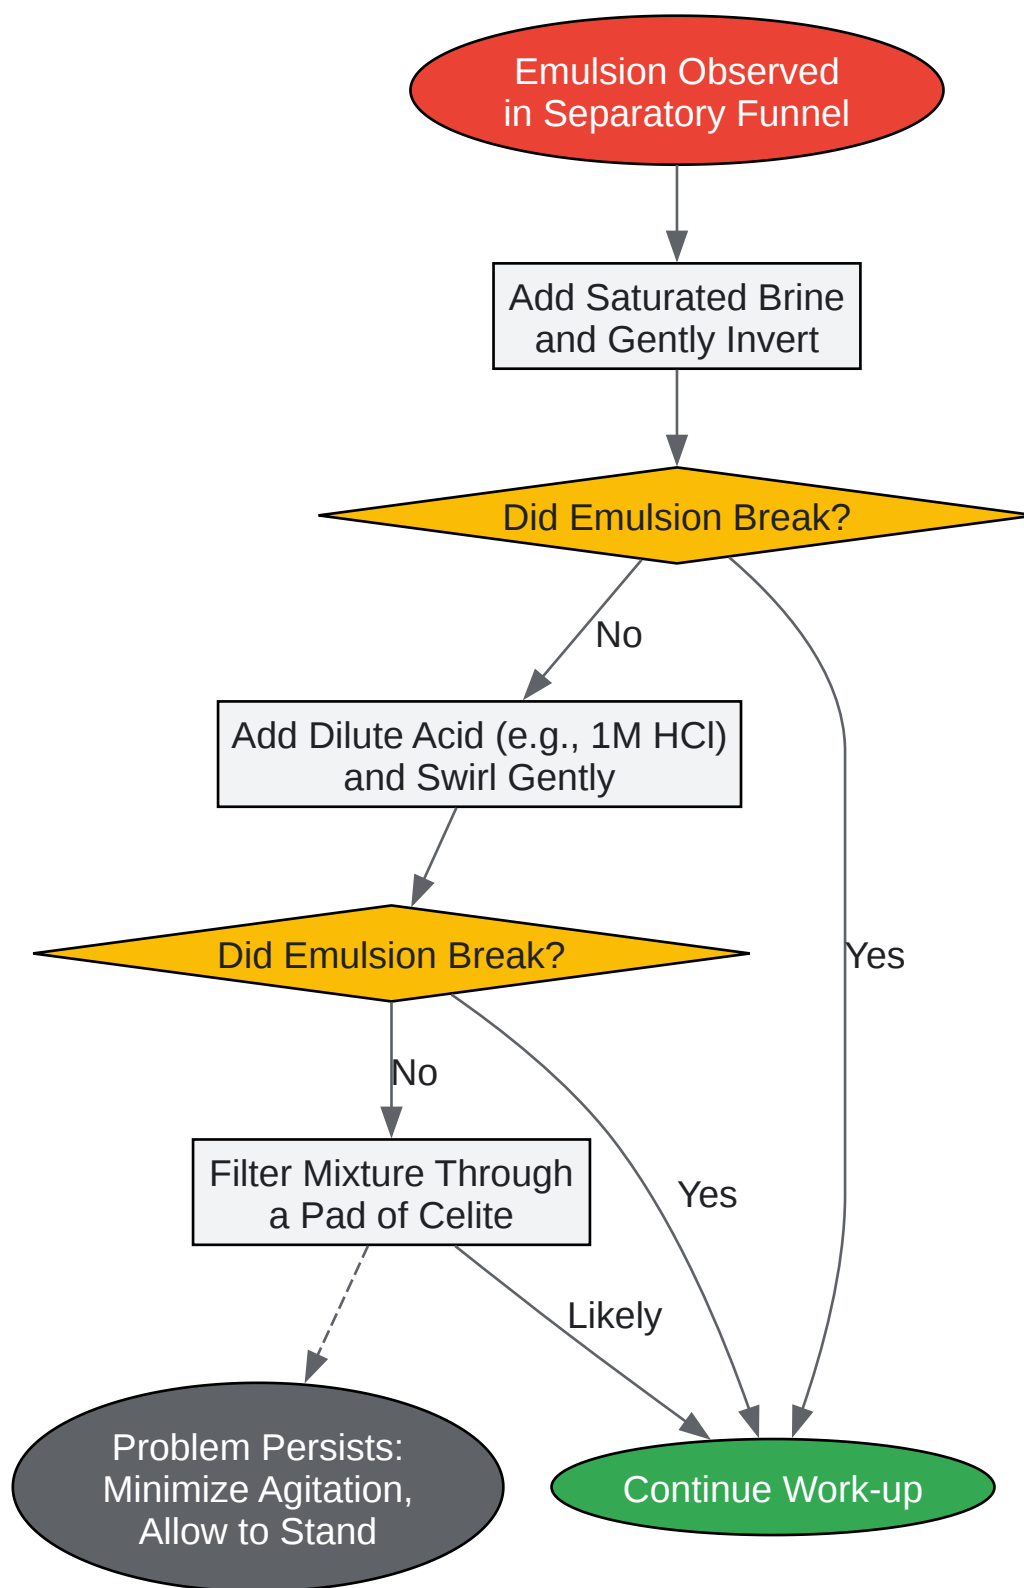 Emulsion Observed
in Separatory Funnel
Add Saturated Brine
and Gently Invert
Did Emulsion Break?
No
Add Dilute Acid (e.g., 1M HCl)
and Swirl Gently
Did Emulsion Break?
Yes
No
Filter Mixture Through
a Pad of Celite
Yes
Likely
Problem Persists:
Minimize Agitation,
Allow to Stand
Continue Work-up